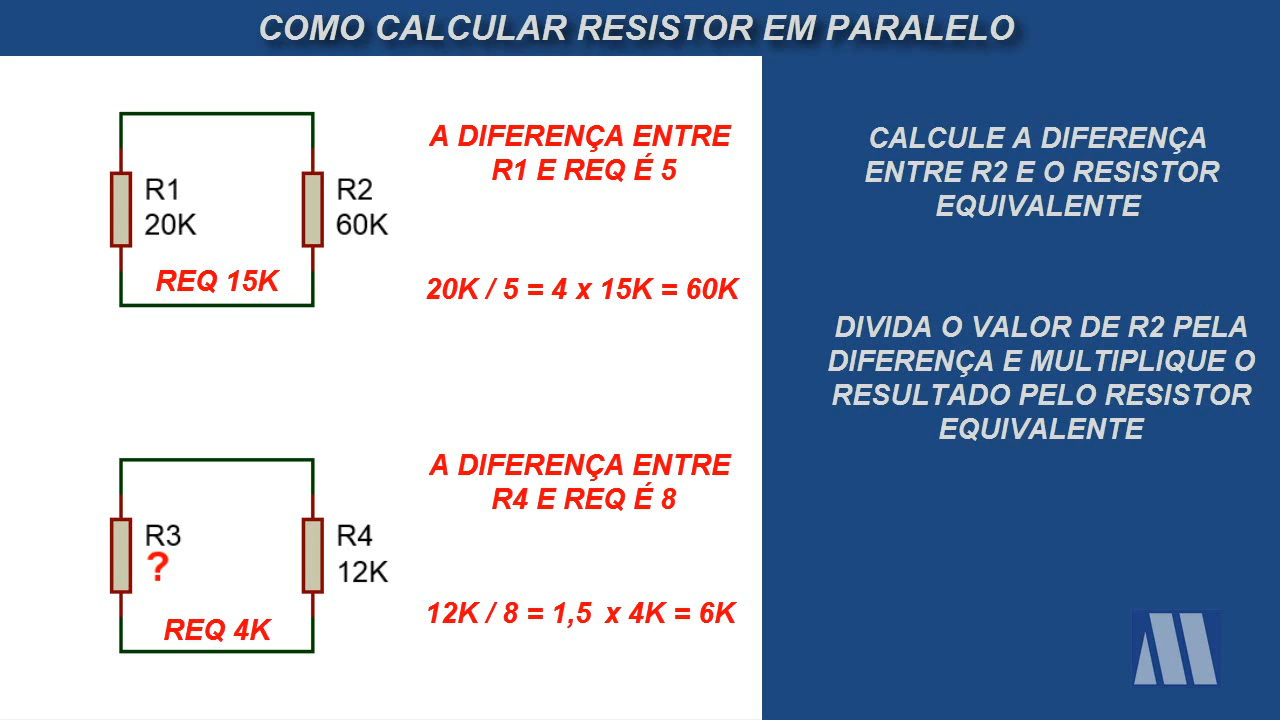 COMO CALCULAR RESISTOR EM PARALELO
R1
20K
R2
60K
REQ 15K
A DIFERENÇA ENTRE
R1 E REQ É 5
20K / 5 = 4 x 15K = 60K
R3
?
R4
12K
REQ 4K
A DIFERENÇA ENTRE
R4 E REQ É 8
12K / 8 = 1,5 x 4K = 6K
CALCULE A DIFERENÇA
ENTRE R2 E O RESISTOR
EQUIVALENTE
DIVIDA O VALOR DE R2 PELA
DIFERENÇA E MULTIPLIQUE O
RESULTADO PELO RESISTOR
EQUIVALENTE